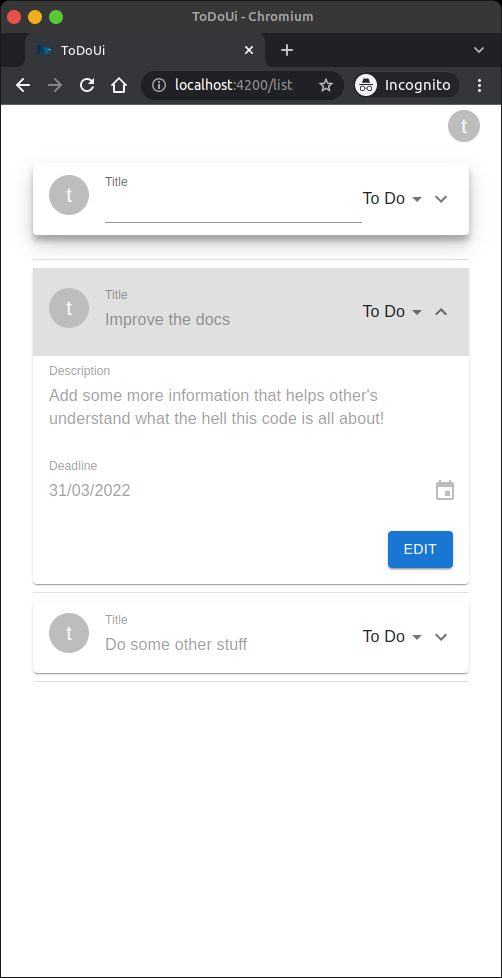 ToDoUi - Chromium
ToDoUi
localhost:4200/list
Incognito
t
t
Title
To Do
t
Title
Improve the docs
To Do
Description
Add some more information that helps other's
understand what the hell this code is all about!
Deadline
31/03/2022
EDIT
t
Title
Do some other stuff
To Do